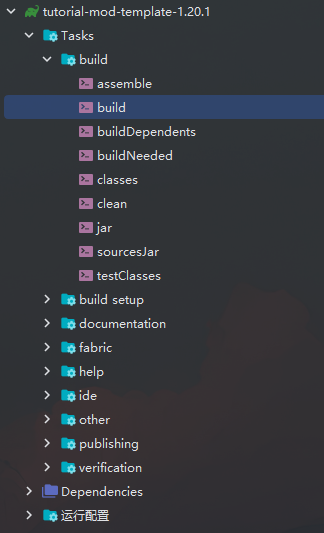 tutorial-mod-template-1.20.1
Tasks
build
assemble
build
buildDependents
buildNeeded
classes
clean
jar
sourcesJar
testClasses
build setup
documentation
fabric
help
ide
other
publishing
verification
Dependencies
运行配置